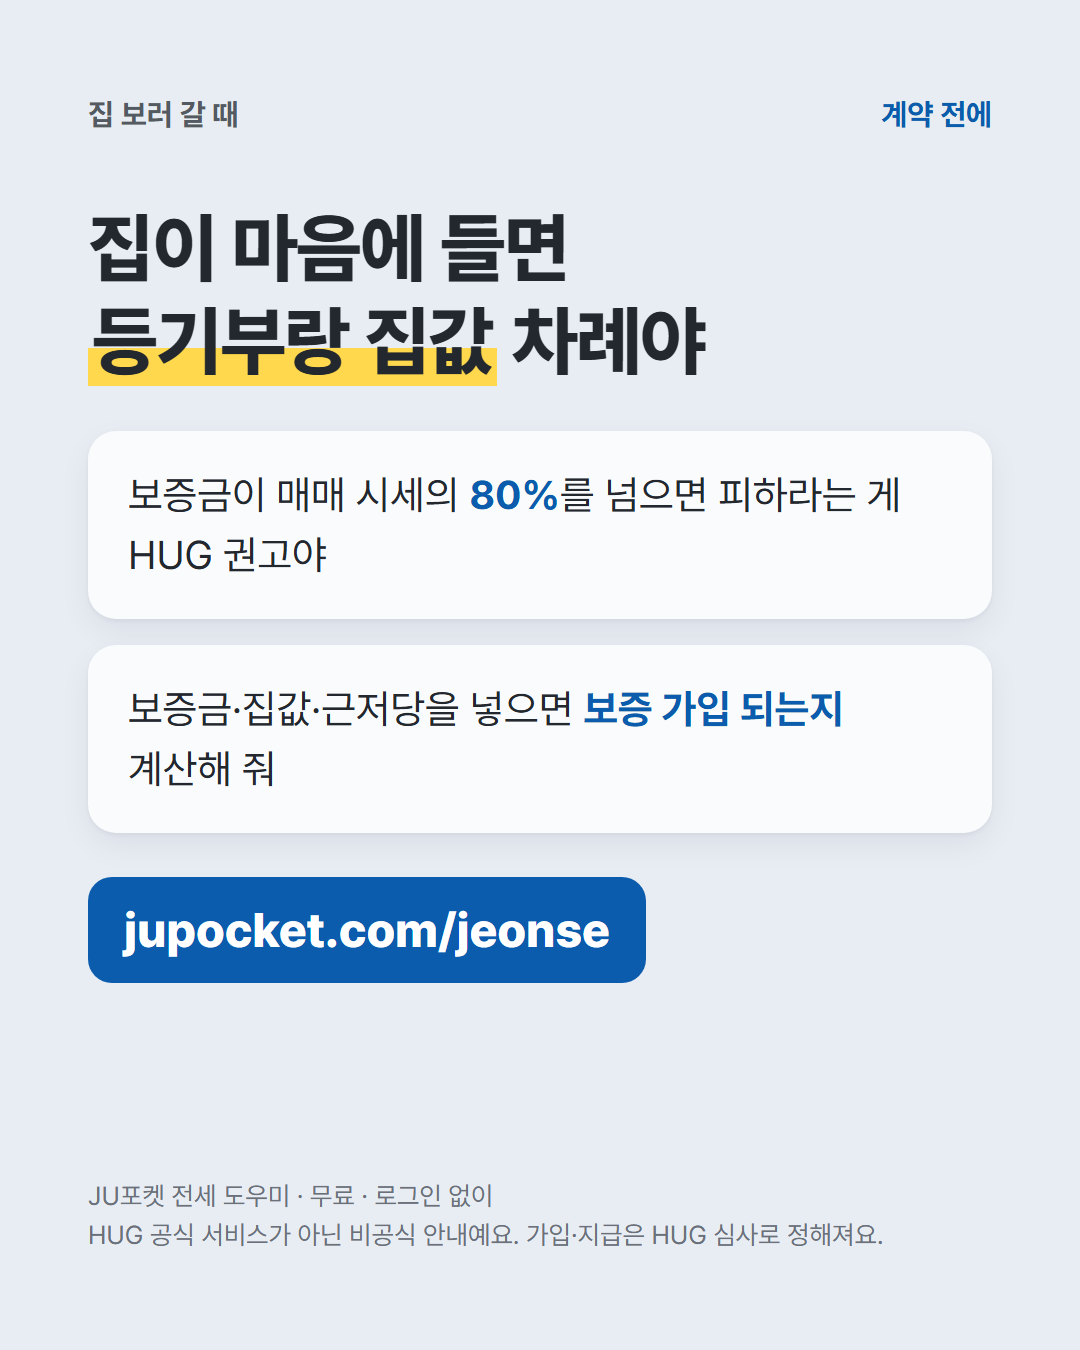 집 보러 갈 때
계약 전에
집이 마음에 들면
등기부랑 집값 차례야
보증금이 매매 시세의 80%를 넘으면 피하라는 게
HUG 권고야
보증금·집값·근저당을 넣으면 보증 가입 되는지
계산해 줘
jupocket.com/jeonse
JU포켓 전세 도우미 · 무료 · 로그인 없이
HUG 공식 서비스가 아닌 비공식 안내예요. 가입·지급은 HUG 심사로 정해져요.